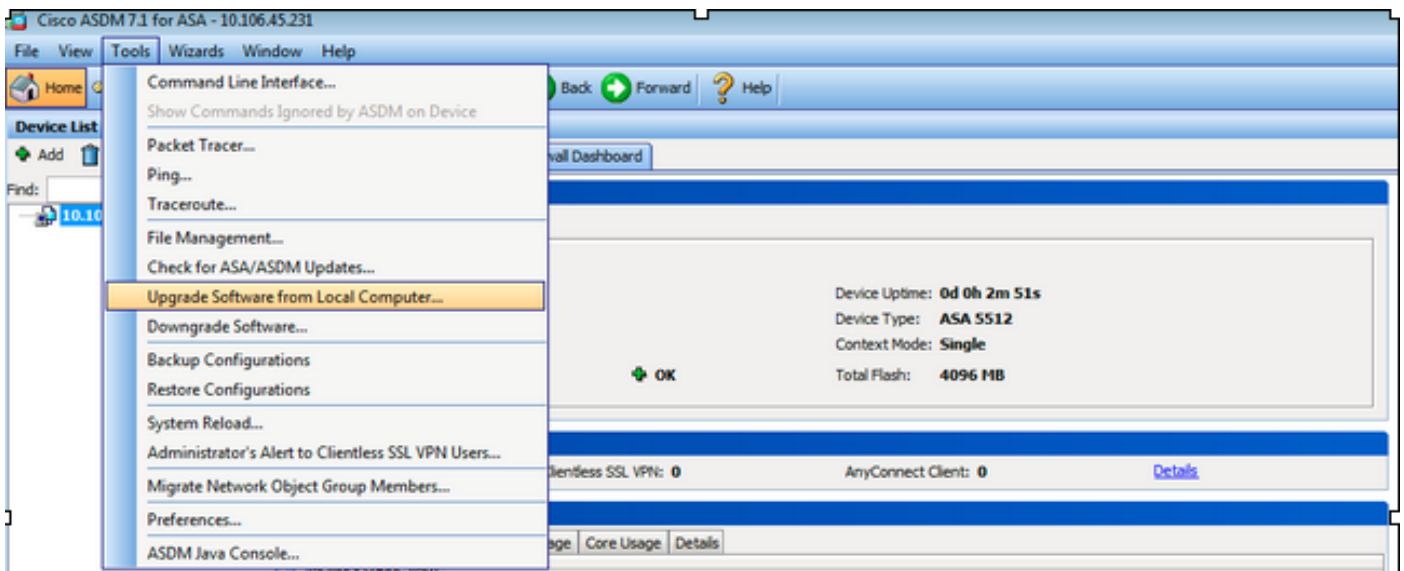 Cisco ASDM 7.1 for ASA - 10.106.45.231
File View Tools Wizards Window Help
Home Back Forward Help
Device List
Add
Find:
10.10
Command Line Interface...
Show Commands Ignored by ASDM on Device
Packet Tracer...
Ping...
Traceroute...
File Management...
Check for ASA/ASDM Updates...
Upgrade Software from Local Computer...
Downgrade Software...
Backup Configurations
Restore Configurations
System Reload...
Administrator's Alert to Clientless SSL VPN Users...
Migrate Network Object Group Members...
Preferences...
ASDM Java Console...
wall Dashboard
Device Uptime: 0d 0h 2m 51s
Device Type: ASA 5512
Context Mode: Single
OK Total Flash: 4096 MB
lientless SSL VPN: 0 AnyConnect Client: 0 Details
age Core Usage Details